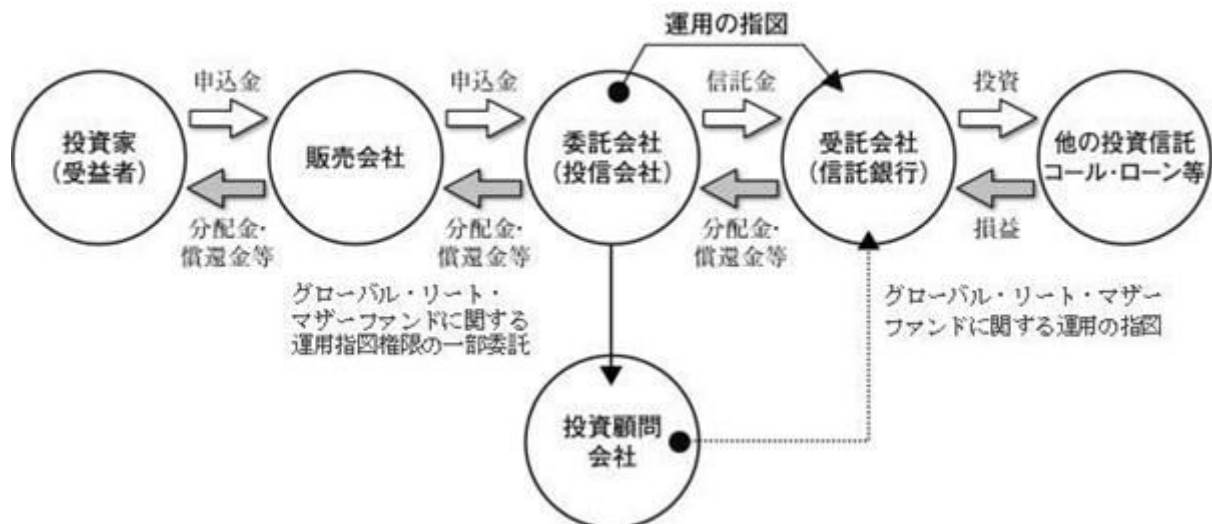 運用の指図
申込金
申込金
信託金
投資
投資家
(受益者)
販売会社
委託会社
(投信会社)
受託会社
(信託銀行)
他の投資信託
コール・ローン等
分配金・
償還金等
分配金・
償還金等
分配金・
償還金等
損益
グローバル・リート・
マザーファンドに関する
運用指図権限の一部委託
グローバル・リート・マザー
ファンドに関する運用の指図
投資顧問
会社